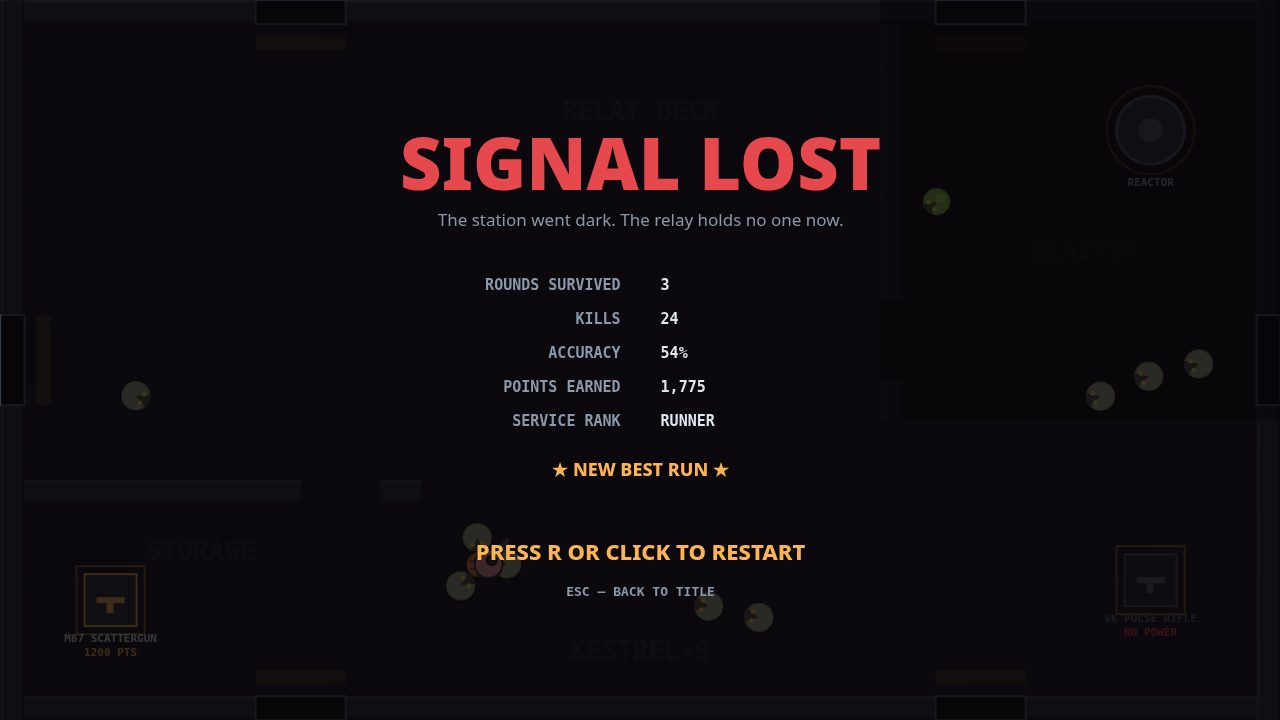 RELAY DECK
SIGNAL LOST
REACTOR
The station went dark. The relay holds no one now.
REACTOR
ROUNDS SURVIVED 3
KILLS 24
ACCURACY 54%
POINTS EARNED 1,775
SERVICE RANK RUNNER
★ NEW BEST RUN ★
STORAGE
PRESS R OR CLICK TO RESTART
ESC — BACK TO TITLE
M87 SCATTERGUN
1200 PTS
VK PULSE RIFLE
NO POWER
KESTREL-9